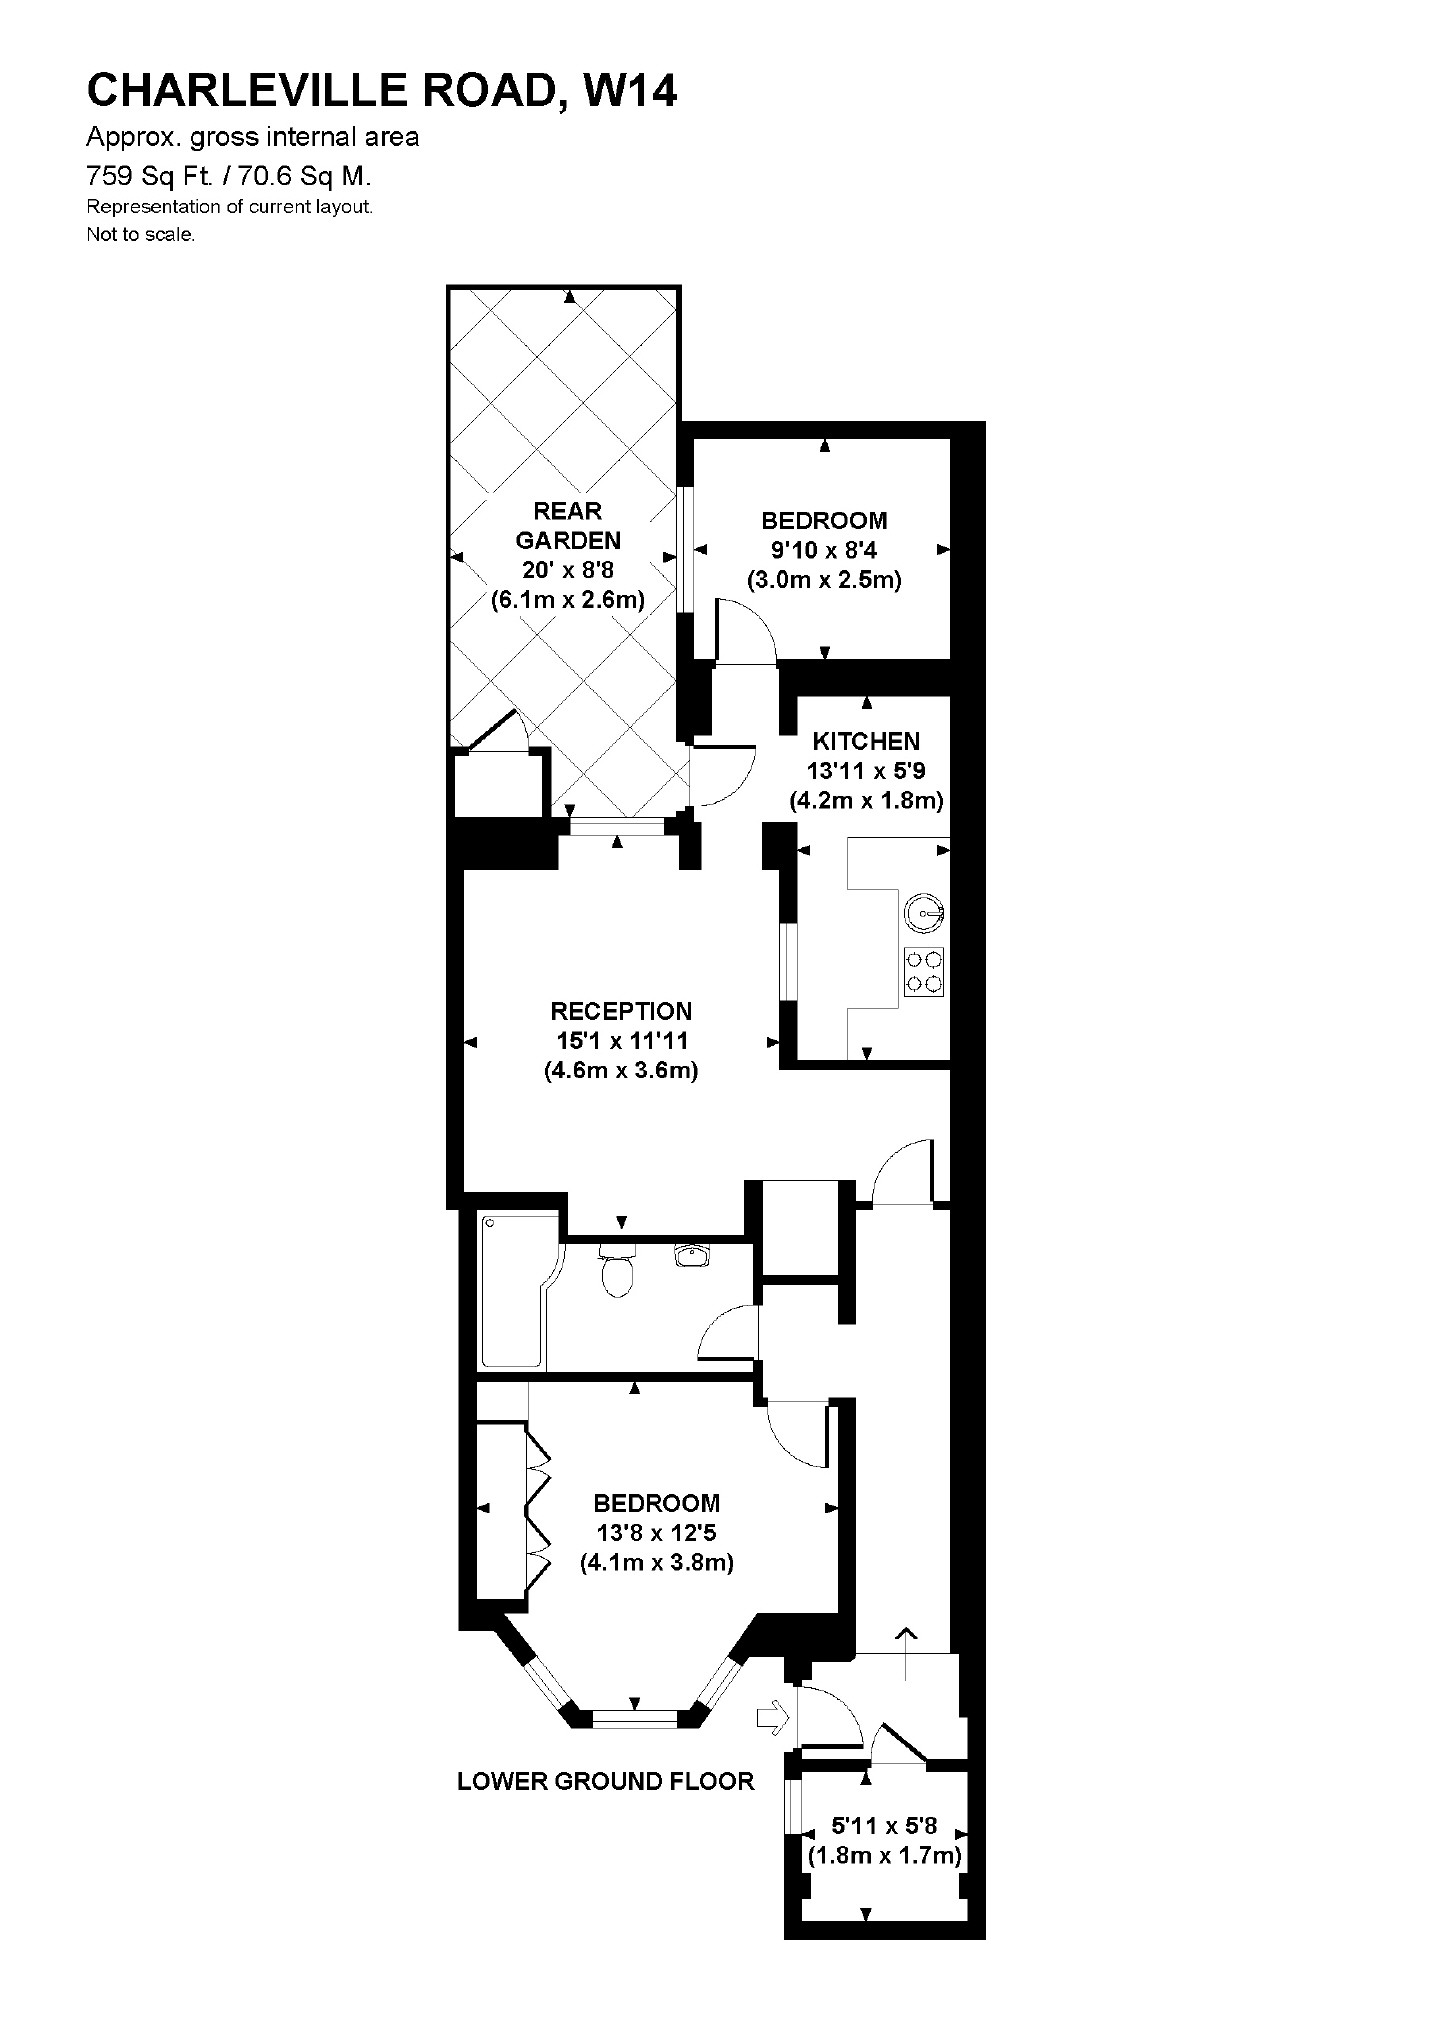 CHARLEVILLE ROAD, W14
Approx. gross internal area
759 Sq Ft. / 70.6 Sq M.
Representation of current layout.
Not to scale.
REAR
GARDEN
20' x 8'8
(6.1m x 2.6m)
BEDROOM
9'10 x 8'4
(3.0m x 2.5m)
KITCHEN
13'11 x 5'9
(4.2m x 1.8m)
RECEPTION
15'1 x 11'11
(4.6m x 3.6m)
BEDROOM
13'8 x 12'5
(4.1m x 3.8m)
LOWER GROUND FLOOR
5'11 x 5'8
(1.8m x 1.7m)